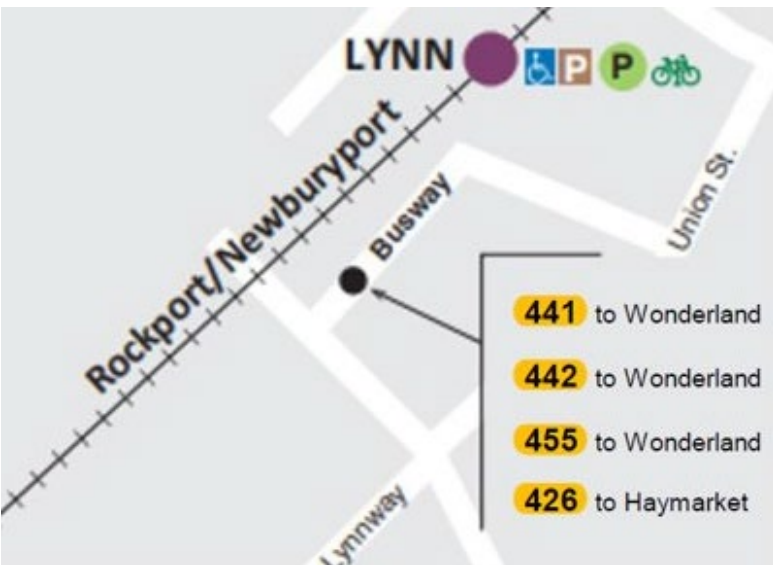 LYNN P P
Rockport/Newburyport
Busway
Union St.
441 to Wonderland
442 to Wonderland
455 to Wonderland
426 to Haymarket
Lynnway